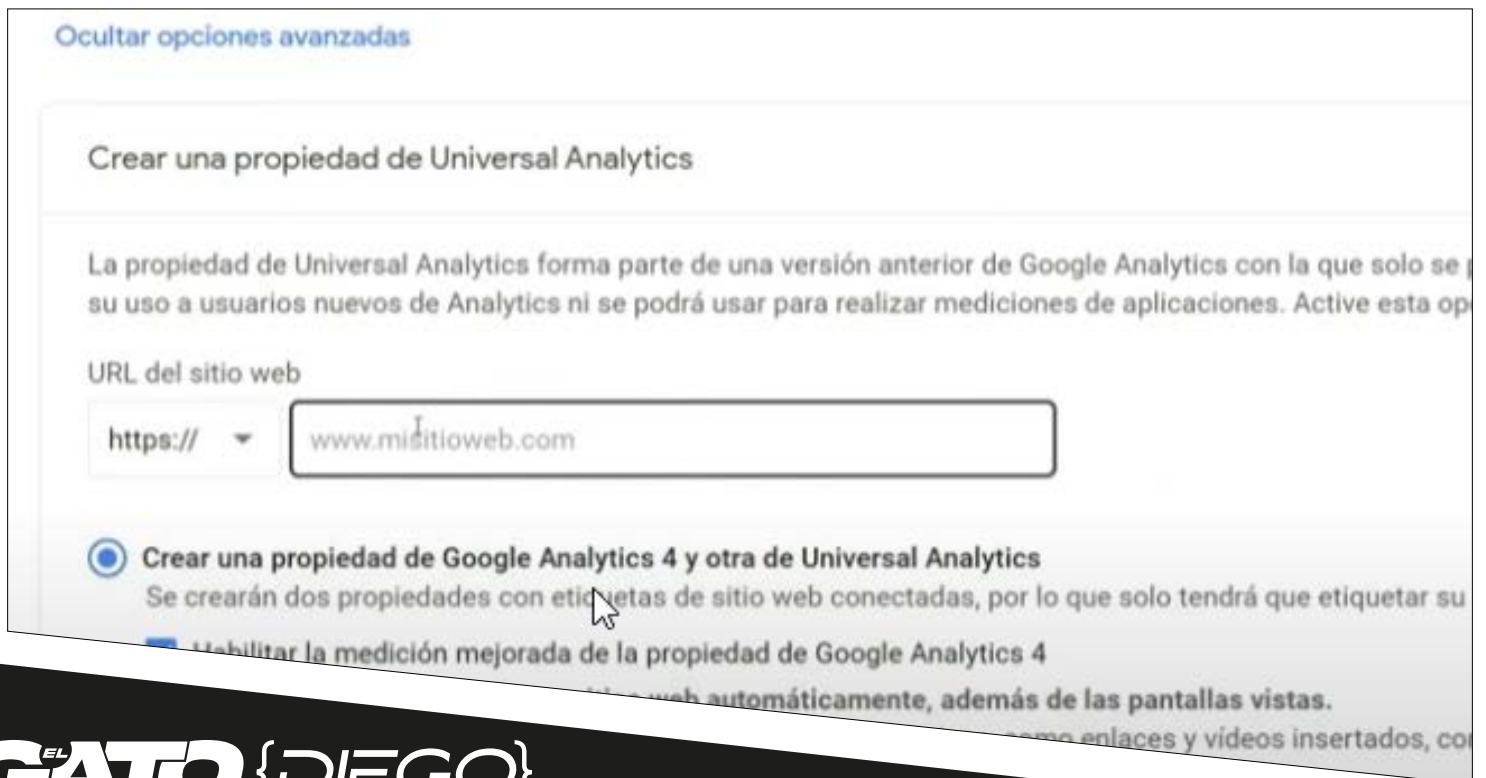 Ocultar opciones avanzadas
Crear una propiedad de Universal Analytics
La propiedad de Universal Analytics forma parte de una versión anterior de Google Analytics con la que solo se
su uso a usuarios nuevos de Analytics ni se podrá usar para realizar mediciones de aplicaciones. Active esta
URL del sitio web
https:// www.misitioweb.com
Crear una propiedad de Google Analytics 4 y otra de Universal Analytics
Se crearán dos propiedades con etiquetas de sitio web conectadas, por lo que solo tendrá que etiquetar su
Habilitar la medición mejorada de la propiedad de Google Analytics 4
web automáticamente, además de las pantallas vistas.
como enlaces y vídeos insertados,
EL GATO {DIEGO}